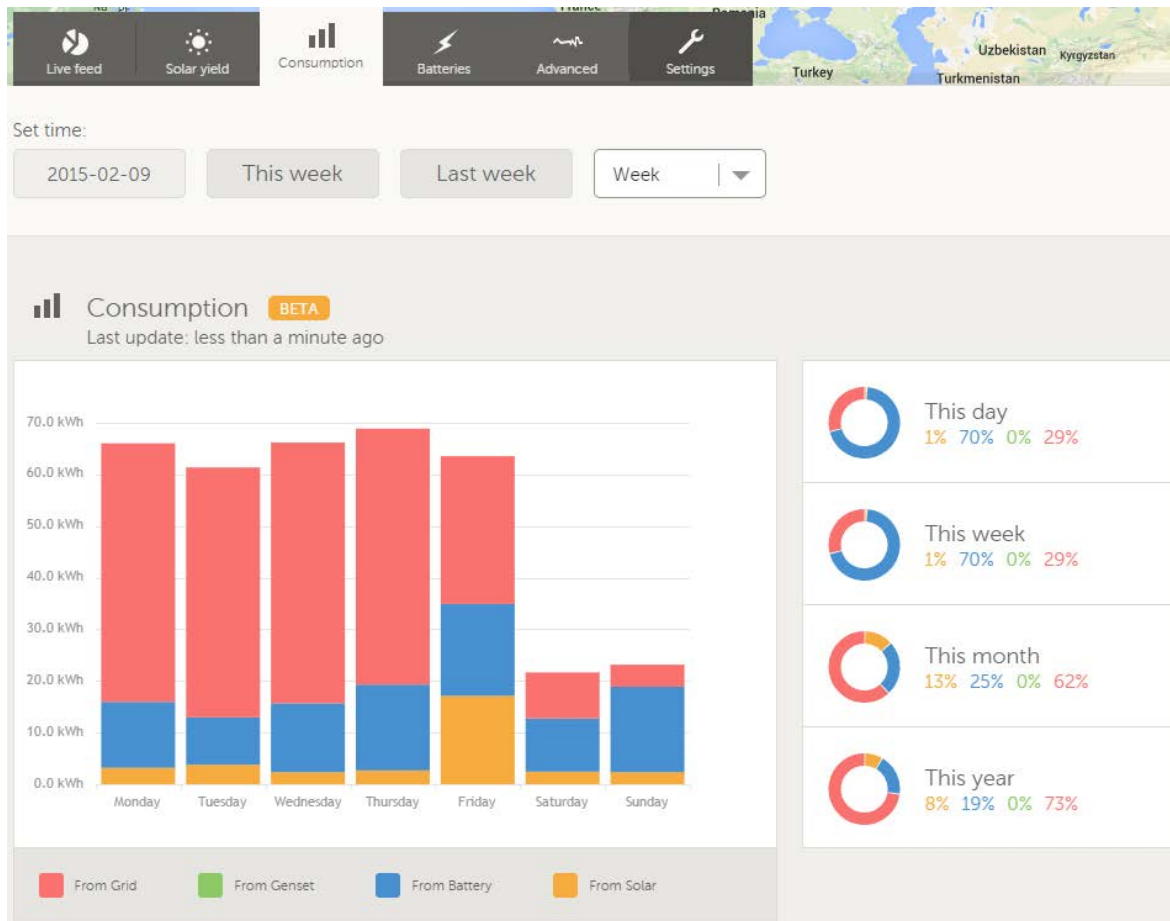 Live feed
Solar yield
Consumption
Batteries
Advanced
Settings
Turkey
Uzbekistan
Kyrgyzstan
Turkmenistan
Set time:
2015-02-09
This week
Last week
Week
Consumption BETA
Last update: less than a minute ago
70.0 kWh
60.0 kWh
50.0 kWh
40.0 kWh
30.0 kWh
20.0 kWh
10.0 kWh
0.0 kWh
Monday Tuesday Wednesday Thursday Friday Saturday Sunday
From Grid From Genset From Battery From Solar
This day
1% 70% 0% 29%
This week
1% 70% 0% 29%
This month
13% 25% 0% 62%
This year
8% 19% 0% 73%